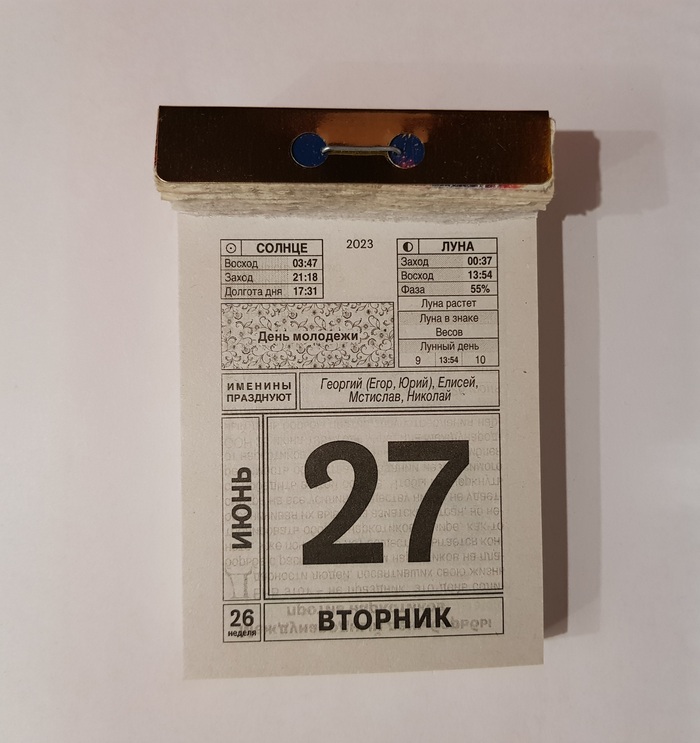 2023
СОЛНЦЕ
Восход 03:47
Заход 21:18
Долгота дня 17:31
ЛУНА
Заход 00:37
Восход 13:54
Фаза 55%
Луна растет
Луна в знаке
Весов
Лунный день
9 13:54 10
День молодежи
ИМЕНИНЫ
ПРАЗДНУЮТ
Георгий (Егор, Юрий), Елисей,
Мстислав, Николай
ИЮНЬ
27
26
неделя
ВТОРНИК